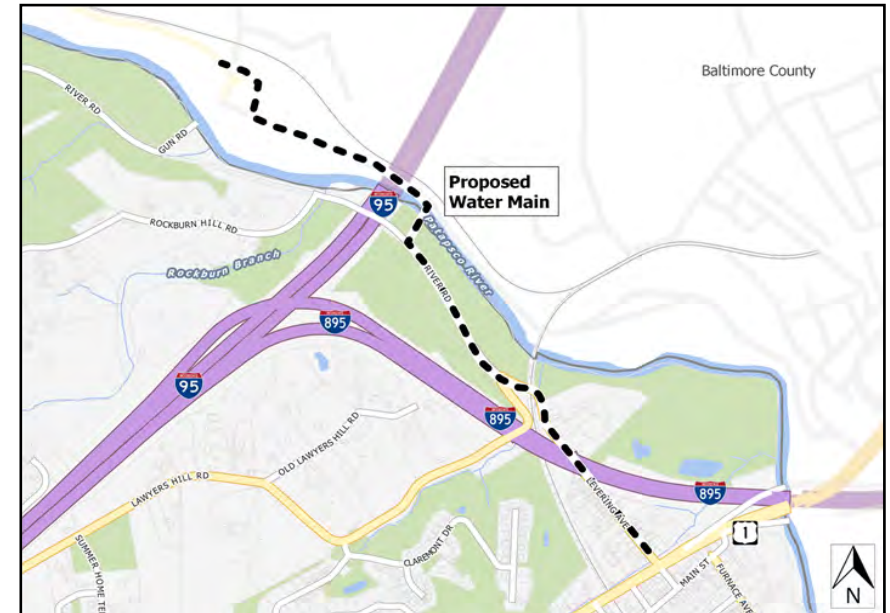 Baltimore County
RIVER RD
GUN RD
Proposed
Water Main
95
ROCKBURN HILL RD
Patapsco River
Rockburn Branch
RIVER RD
895
95
895
OLD LAWYERS HILL RD
LAWYERS HILL RD
LEVERING AVE
895
CLAREMONT DR
1
SUMMER HOME TE
MAIN ST
FURNACE AVE
N